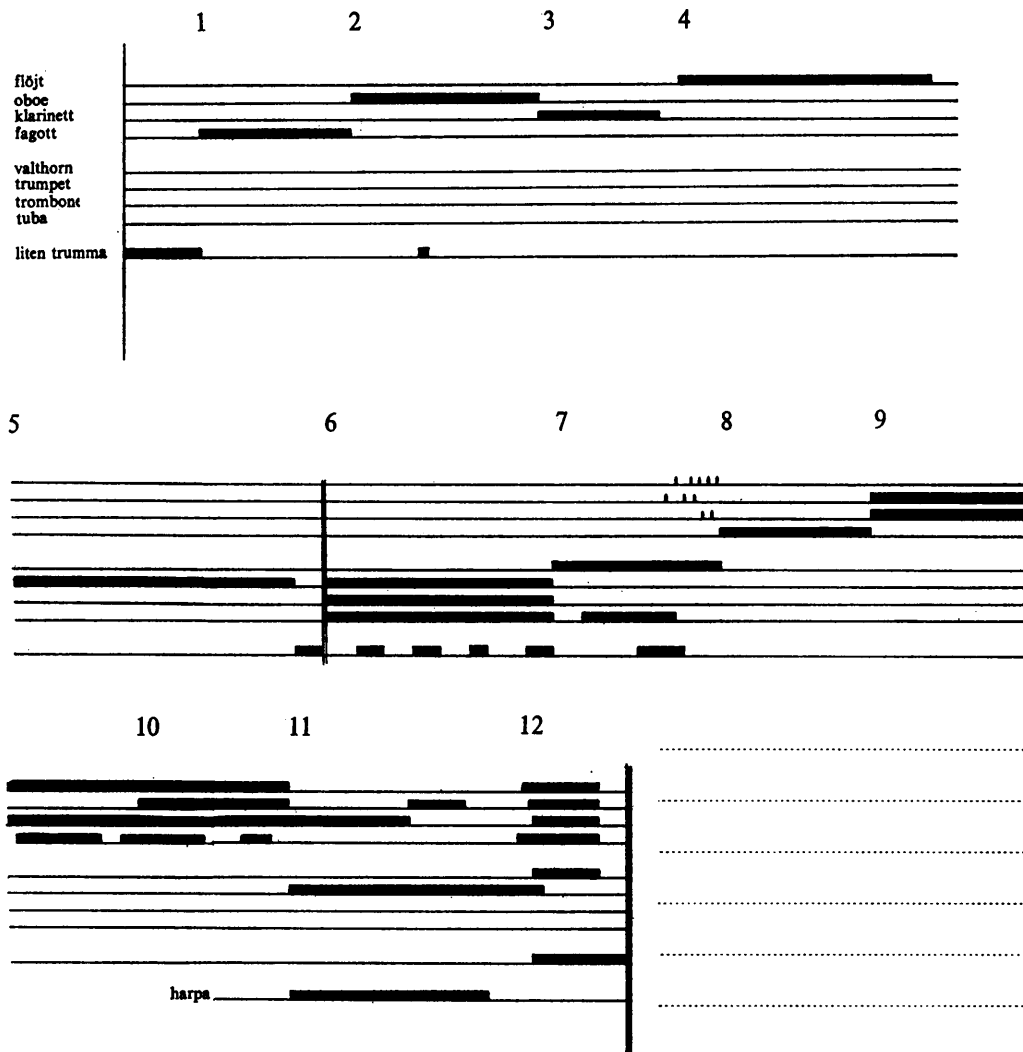 1 2 3 4
flöjt
oboe
klarinett
fagott
valthorn
trumpet
trombone
tuba
liten trumma
5 6 7 8 9
10 11 12
harpa